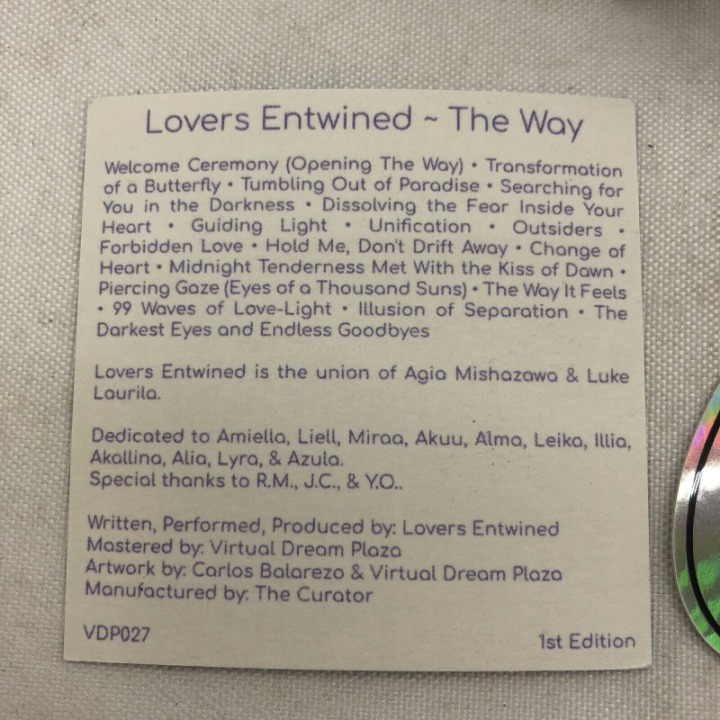 Lovers Entwined ~ The Way
Welcome Ceremony (Opening The Way) • Transformation
of a Butterfly • Tumbling Out of Paradise • Searching for
You in the Darkness • Dissolving the Fear Inside Your
Heart • Guiding Light • Unification • Outsiders •
Forbidden Love • Hold Me, Don't Drift Away • Change of
Heart • Midnight Tenderness Met With the Kiss of Dawn •
Piercing Gaze (Eyes of a Thousand Suns) • The Way It Feels
• 99 Waves of Love-Light • Illusion of Separation • The
Darkest Eyes and Endless Goodbyes
Lovers Entwined is the union of Agia Mishazawa & Luke
Laurila.
Dedicated to Amiella, Liell, Miraa, Akuu, Alma, Leika, Illia,
Akallina, Alia, Lyra, & Azula.
Special thanks to R.M., J.C., & Y.O..
Written, Performed, Produced by: Lovers Entwined
Mastered by: Virtual Dream Plaza
Artwork by: Carlos Balarezo & Virtual Dream Plaza
Manufactured by: The Curator
VDP027
1st Edition